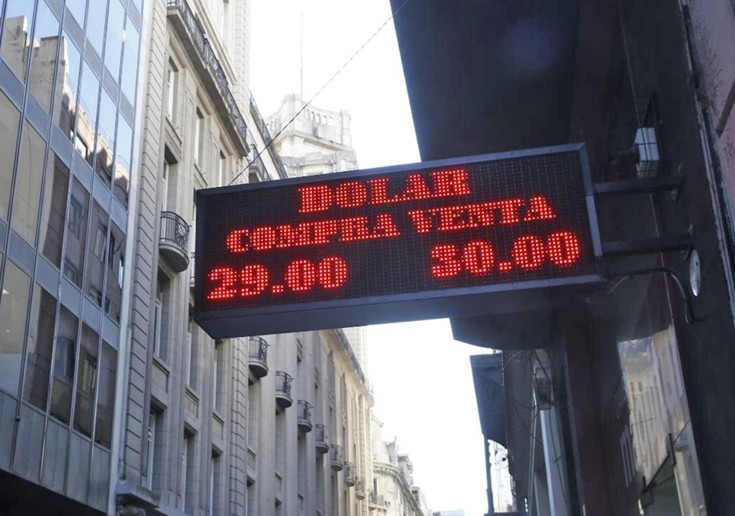 DOLAR
COMPRA VENTA
29.00 30.00